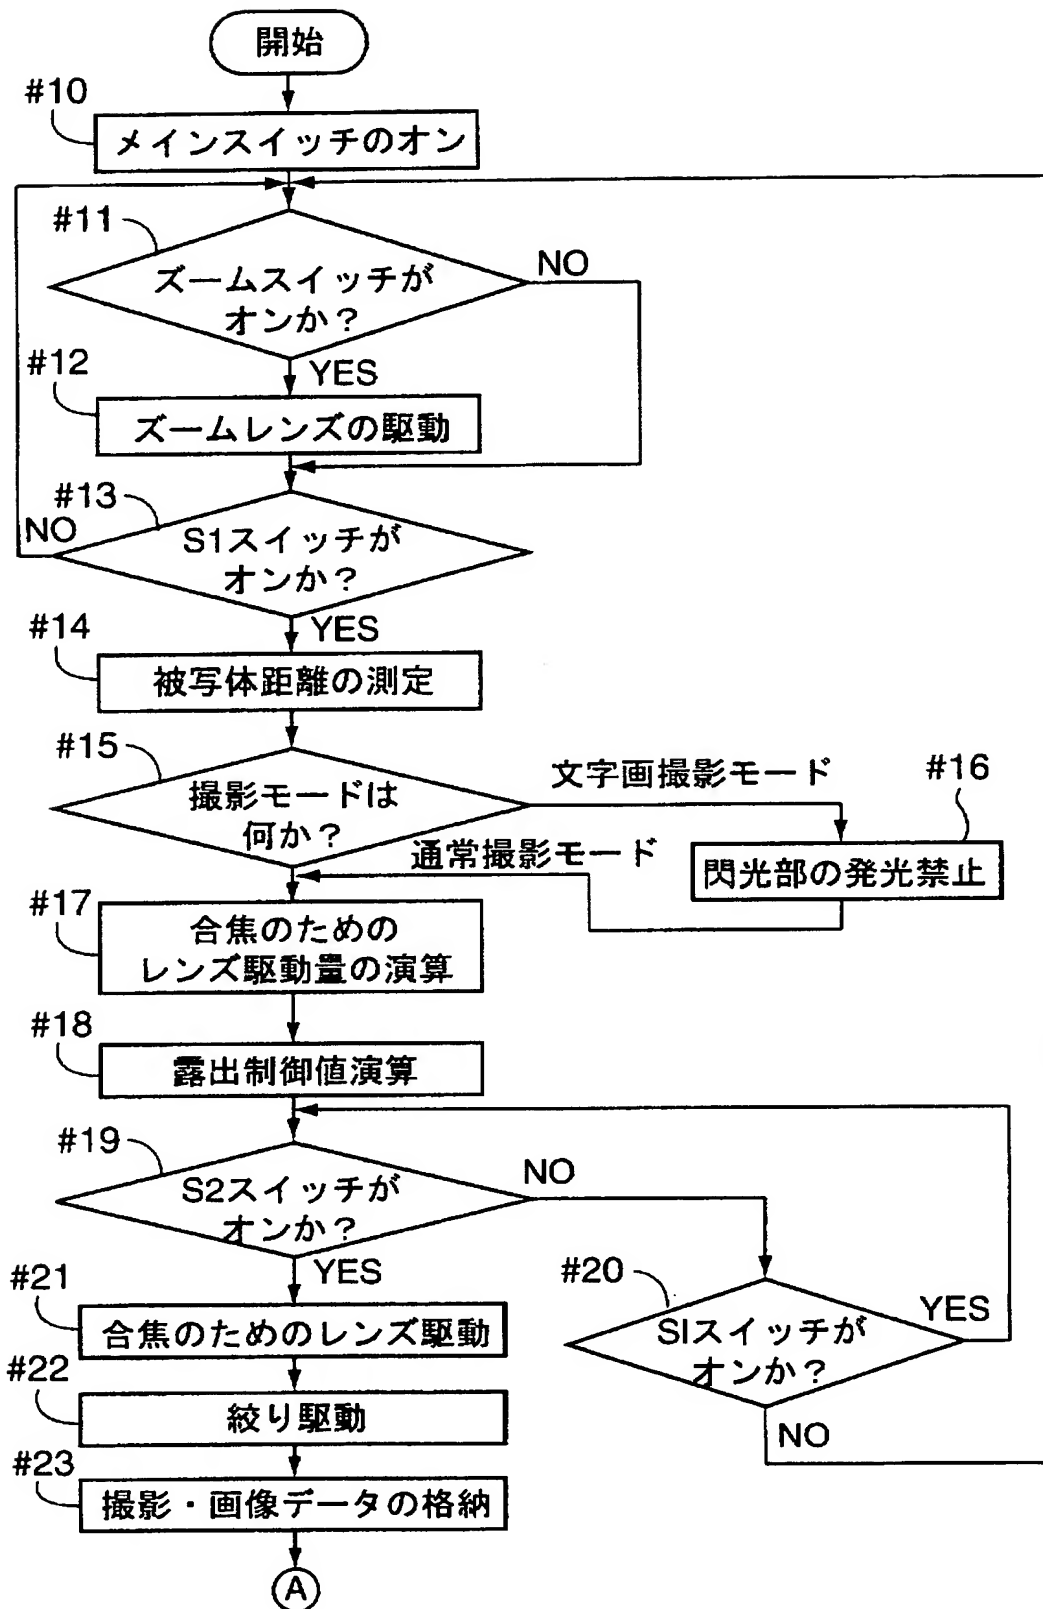 開始
#10
メインスイッチのオン
#11
ズームスイッチが
オンか?
NO
YES
#12
ズームレンズの駆動
#13
NO
S1スイッチが
オンか?
YES
#14
被写体距離の測定
#15
撮影モードは
何か?
文字画撮影モード
#16
閃光部の発光禁止
通常撮影モード
#17
合焦のための
レンズ駆動量の演算
#18
露出制御値演算
#19
S2スイッチが
オンか?
NO
YES
#20
SIスイッチが
オンか?
YES
NO
#21
合焦のためのレンズ駆動
#22
絞り駆動
#23
撮影・画像データの格納
A